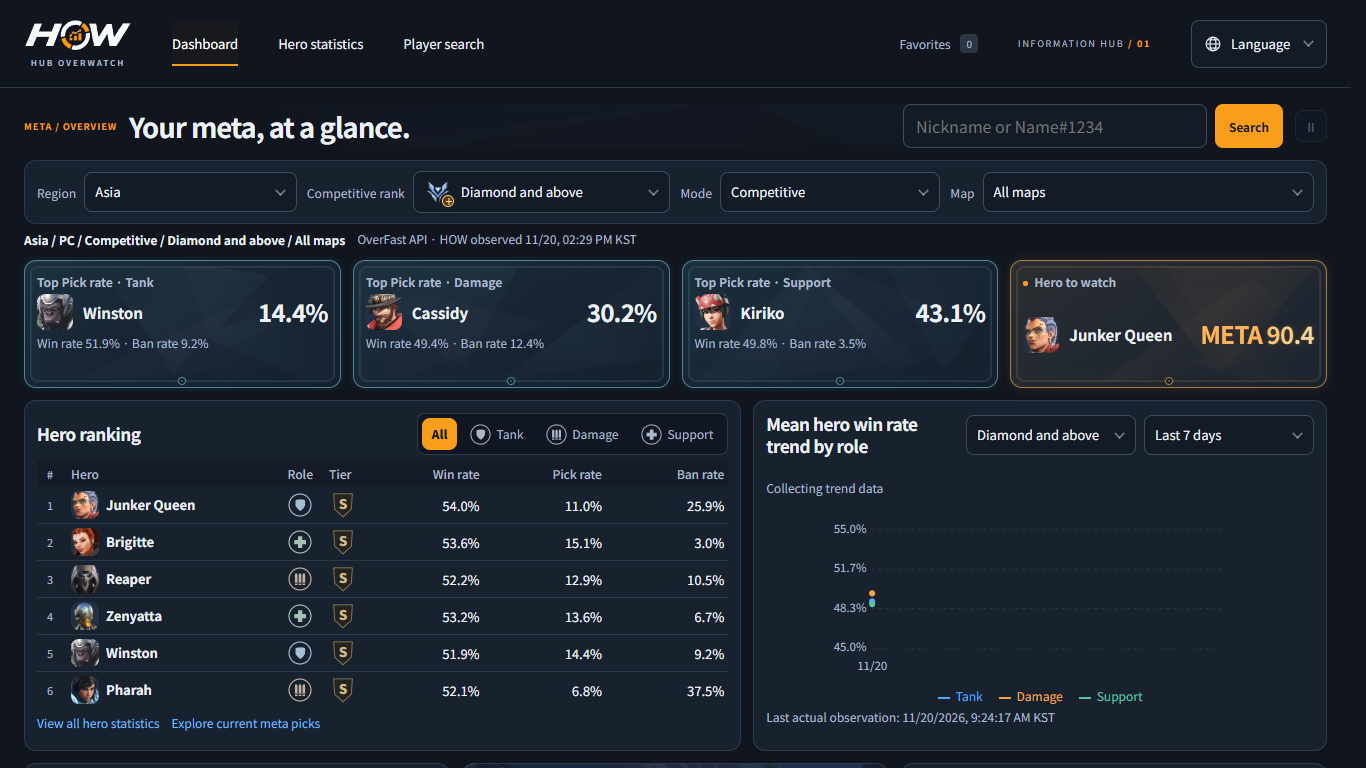 HOW
HUB OVERWATCH
Dashboard
Hero statistics
Player search
Favorites 0
INFORMATION HUB / 01
Language
META / OVERVIEW
Your meta, at a glance.
Nickname or Name#1234
Search
Region
Asia
Competitive rank
Diamond and above
Mode
Competitive
Map
All maps
Asia / PC / Competitive / Diamond and above / All maps
OverFast API · HOW observed 11/20, 02:29 PM KST
Top Pick rate · Tank
Winston
14.4%
Win rate 51.9% · Ban rate 9.2%
Top Pick rate · Damage
Cassidy
30.2%
Win rate 49.4% · Ban rate 12.4%
Top Pick rate · Support
Kiriko
43.1%
Win rate 49.8% · Ban rate 3.5%
Hero to watch
Junker Queen
META 90.4
Hero ranking
All
Tank
Damage
Support
# Hero Role Tier Win rate Pick rate Ban rate
1 Junker Queen S 54.0% 11.0% 25.9%
2 Brigitte S 53.6% 15.1% 3.0%
3 Reaper S 52.2% 12.9% 10.5%
4 Zenyatta S 53.2% 13.6% 6.7%
5 Winston S 51.9% 14.4% 9.2%
6 Pharah S 52.1% 6.8% 37.5%
View all hero statistics
Explore current meta picks
Mean hero win rate
trend by role
Diamond and above
Last 7 days
Collecting trend data
55.0%
51.7%
48.3%
45.0%
11/20
Tank
Damage
Support
Last actual observation: 11/20/2026, 9:24:17 AM KST